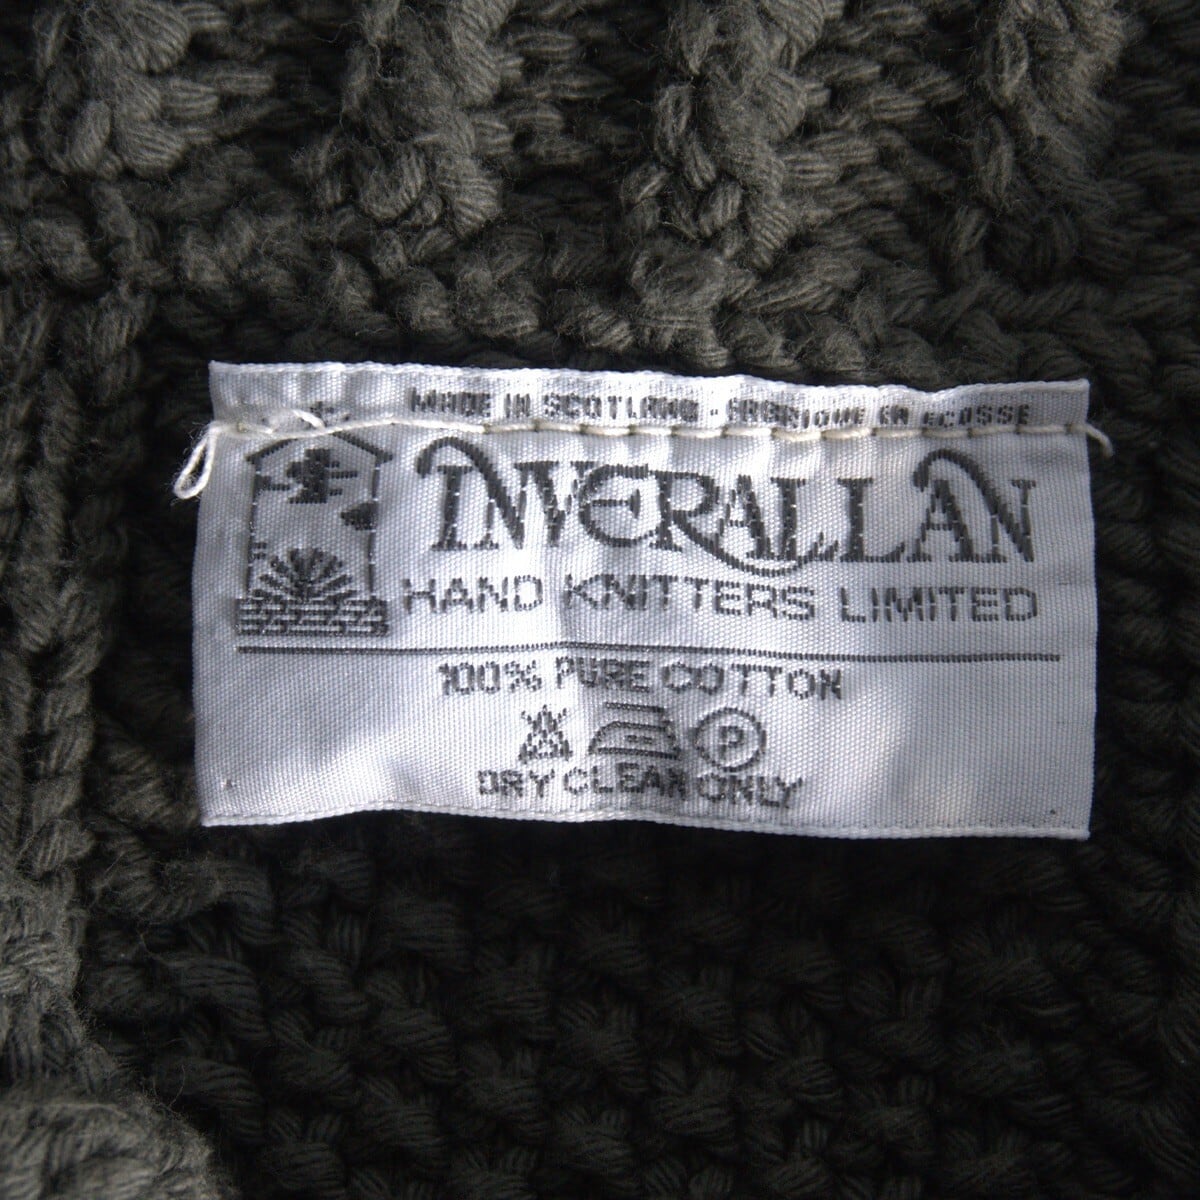 MADE IN SCOTLAND - FABRIQUE EN ECOSSE
INVERALLAN
HAND KNITTERS LIMITED
100% PURE COTTON
P
DRY CLEAN ONLY